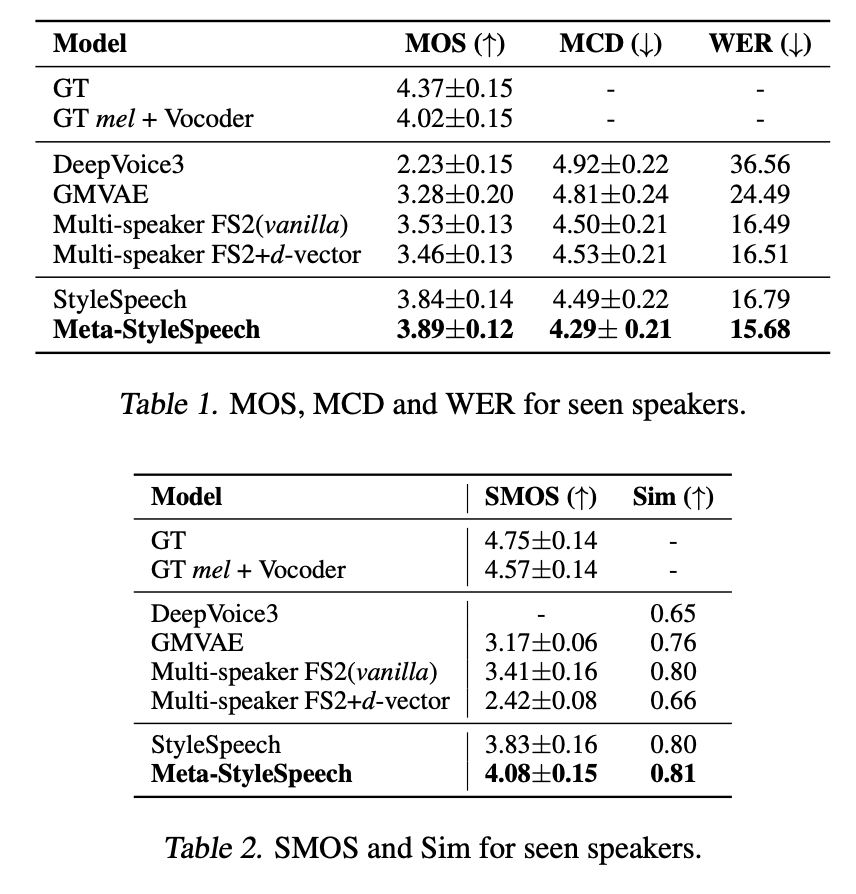 Model MOS (↑) MCD (↓) WER (↓)
GT 4.37±0.15 - -
GT mel + Vocoder 4.02±0.15 - -
DeepVoice3 2.23±0.15 4.92±0.22 36.56
GMVAE 3.28±0.20 4.81±0.24 24.49
Multi-speaker FS2(vanilla) 3.53±0.13 4.50±0.21 16.49
Multi-speaker FS2+d-vector 3.46±0.13 4.53±0.21 16.51
StyleSpeech 3.84±0.14 4.49±0.22 16.79
Meta-StyleSpeech 3.89±0.12 4.29± 0.21 15.68
Table 1. MOS, MCD and WER for seen speakers.
Model SMOS (↑) Sim (↑)
GT 4.75±0.14 -
GT mel + Vocoder 4.57±0.14 -
DeepVoice3 - 0.65
GMVAE 3.17±0.06 0.76
Multi-speaker FS2(vanilla) 3.41±0.16 0.80
Multi-speaker FS2+d-vector 2.42±0.08 0.66
StyleSpeech 3.83±0.16 0.80
Meta-StyleSpeech 4.08±0.15 0.81
Table 2. SMOS and Sim for seen speakers.